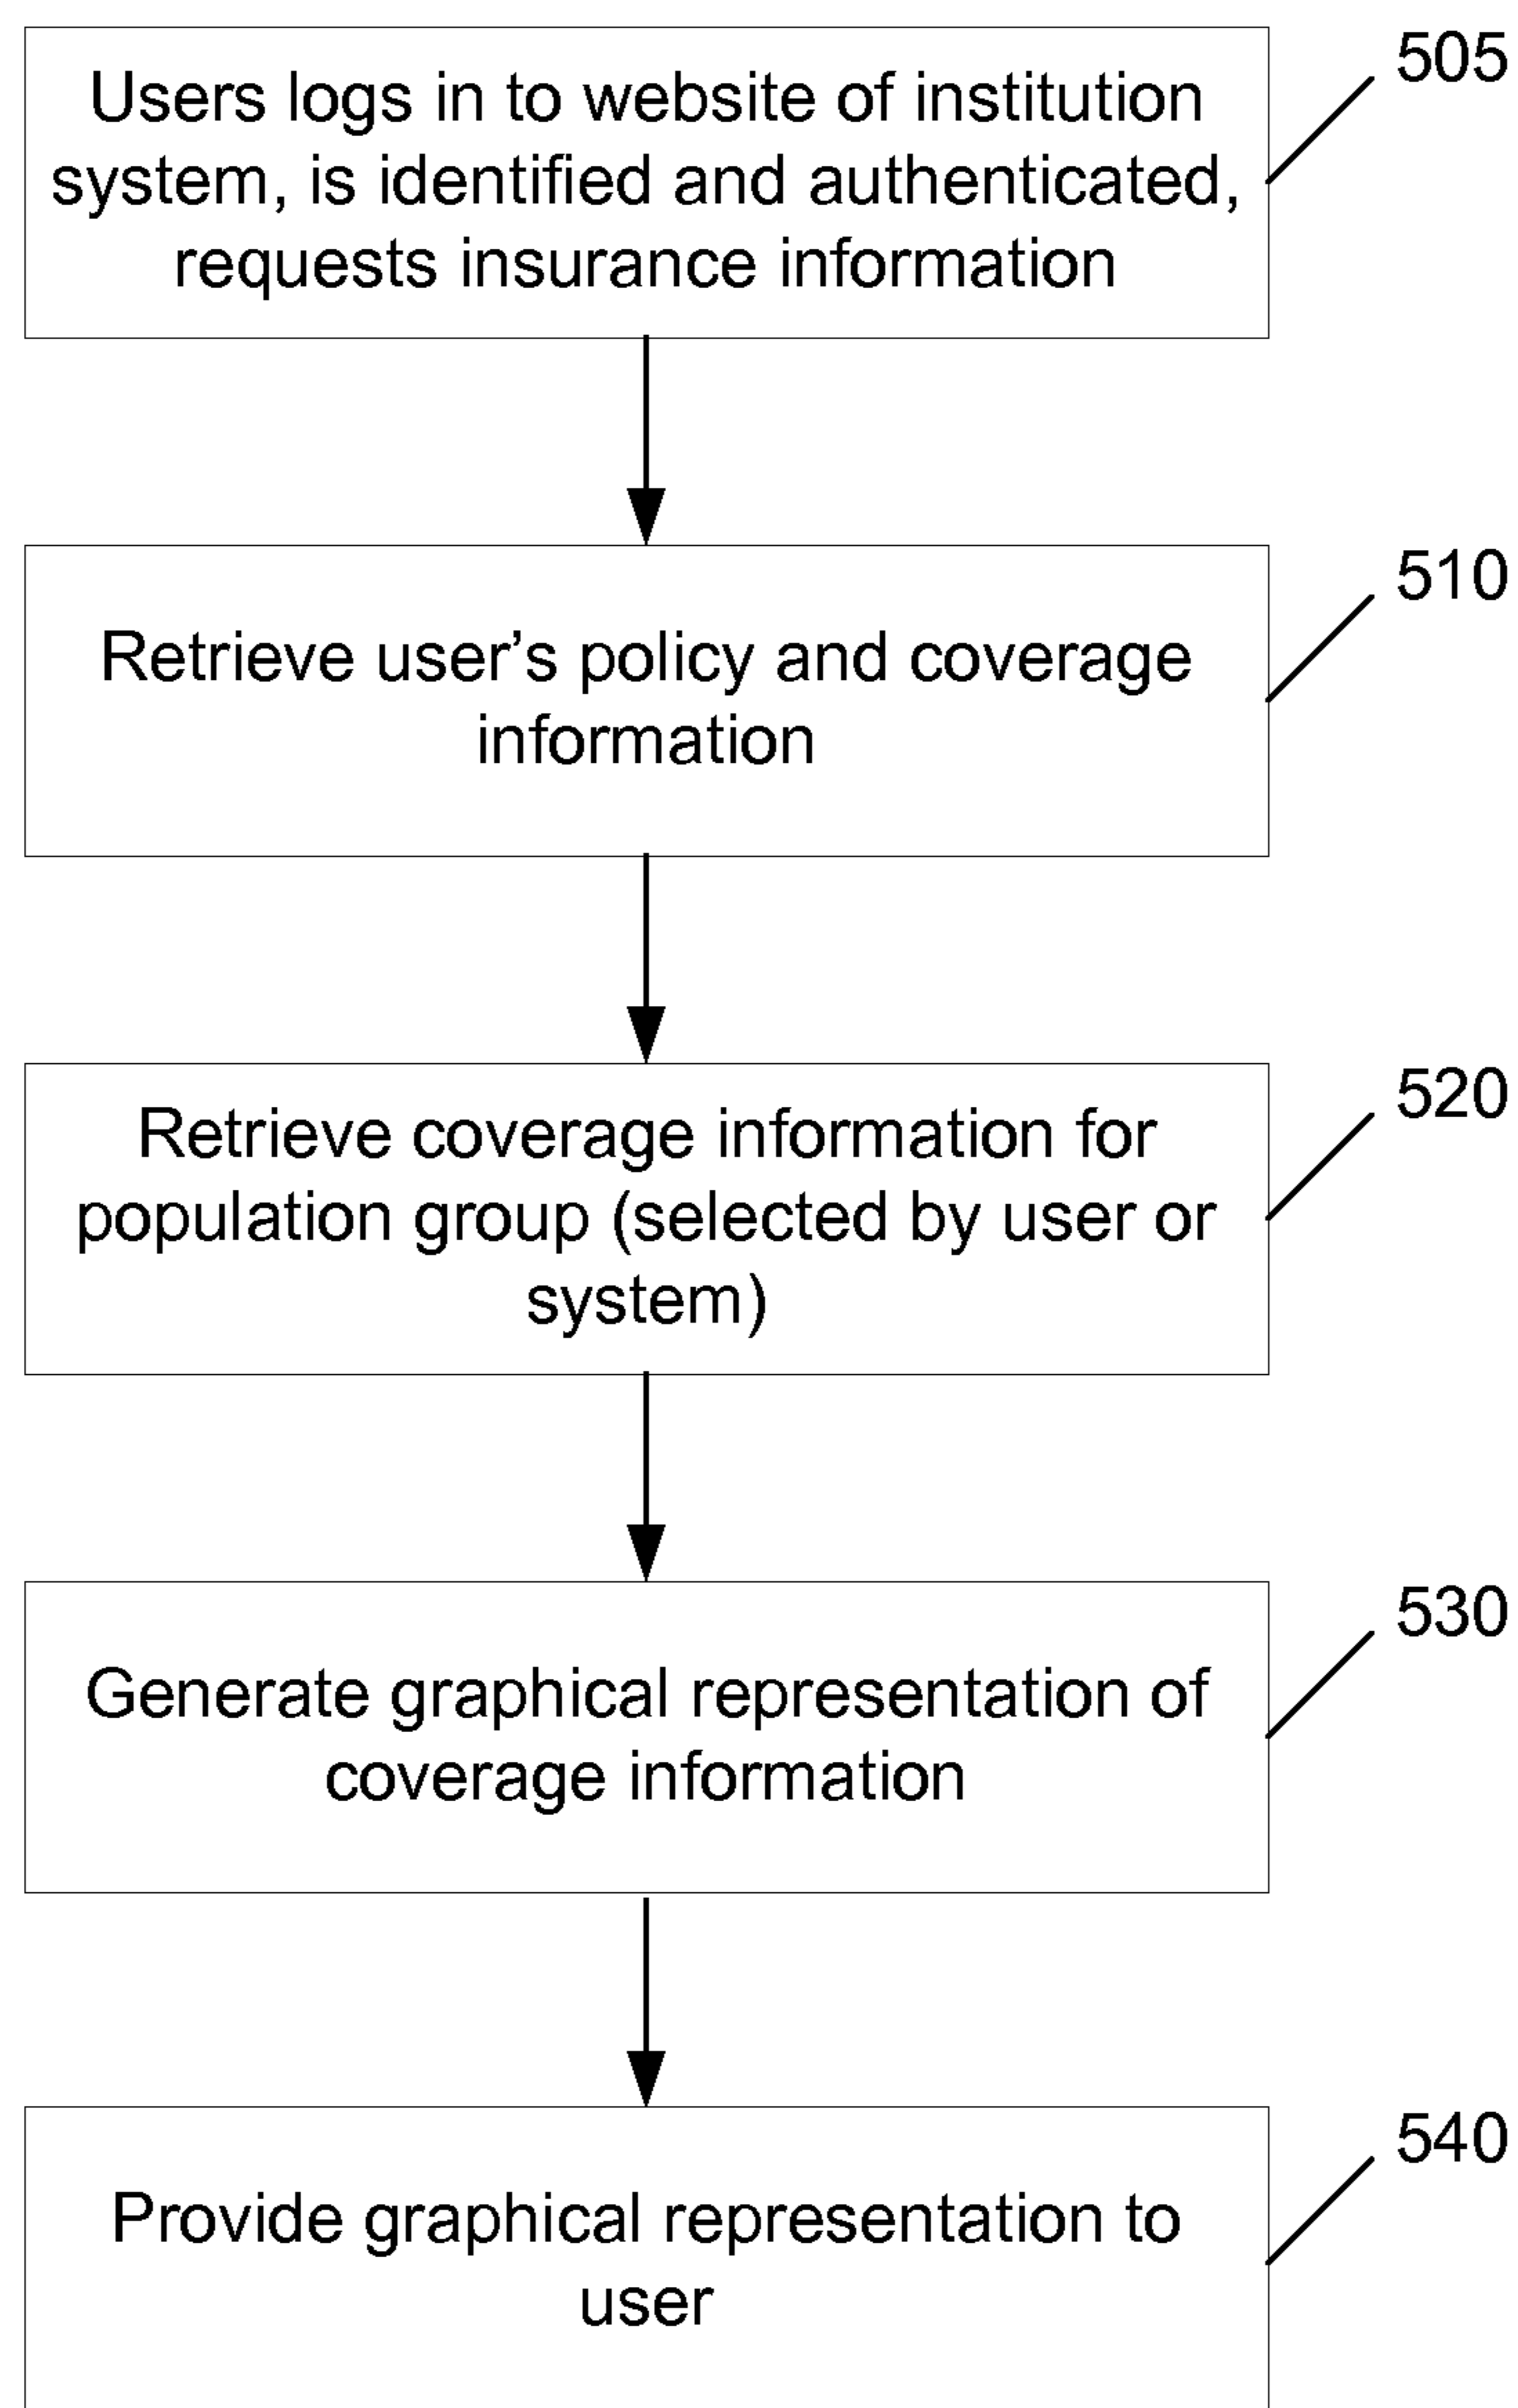 505
Users logs in to website of institution
system, is identified and authenticated,
requests insurance information
510
Retrieve user’s policy and coverage
information
520
Retrieve coverage information for
population group (selected by user or
system)
530
Generate graphical representation of
coverage information
540
Provide graphical representation to
user